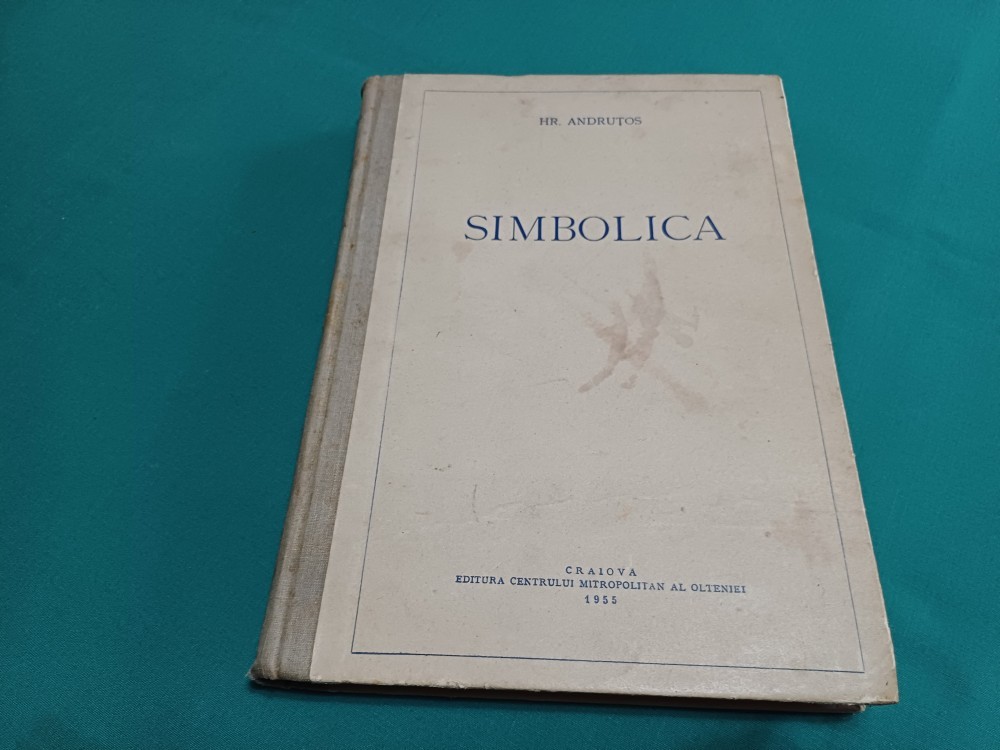 HR. ANDRUȚOS
SIMBOLICA
CRAIOVA
EDITURA CENTRULUI MITROPOLITAN AL OLTENIEI
1955